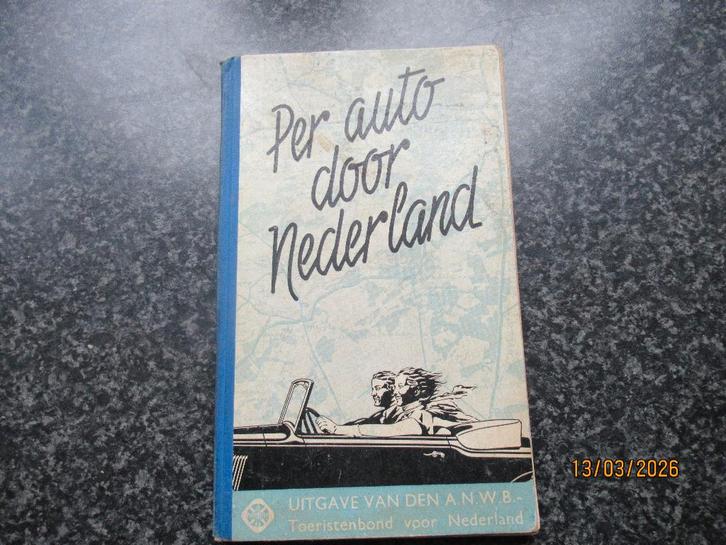 Per auto
door
Nederland
UITGAVE VAN DEN A.N.W.B.-
Toeristenbond voor Nederland
13/03/2026